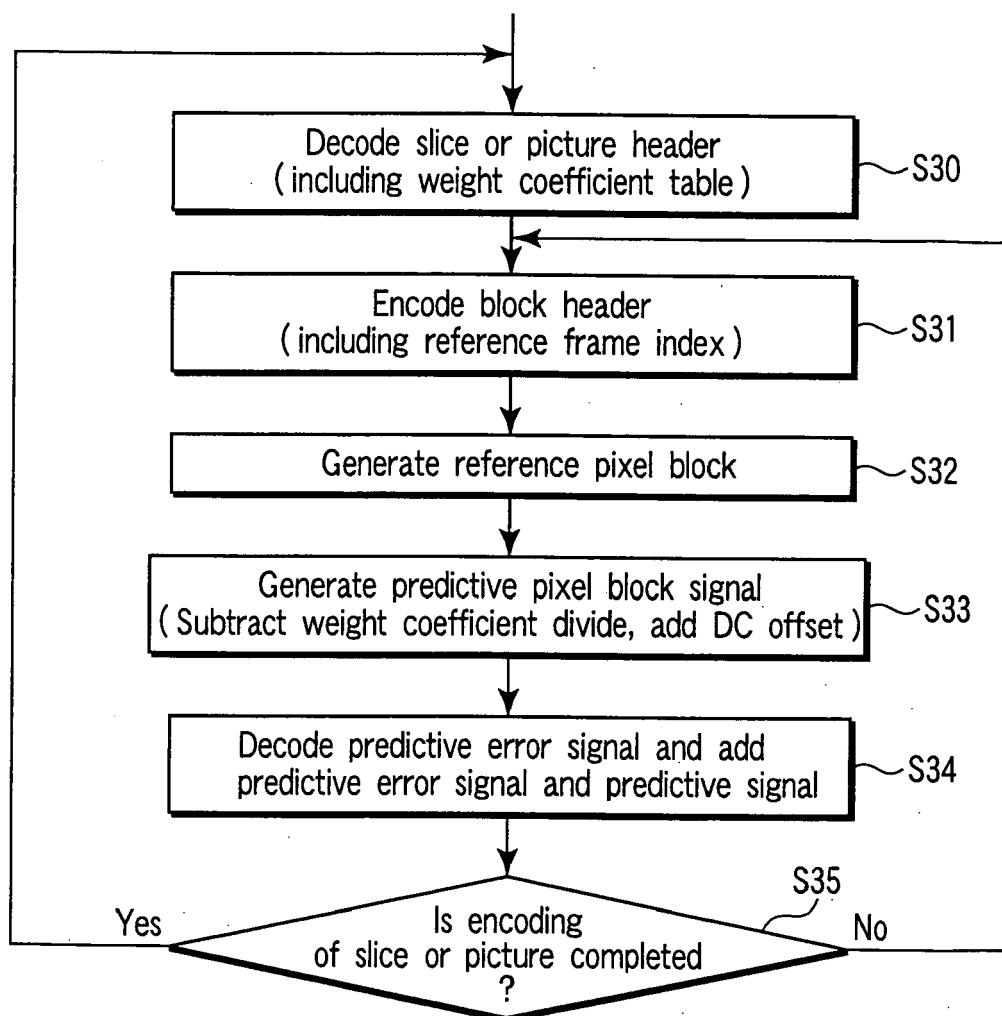 Decode slice or picture header
(including weight coefficient table)
S30
Encode block header
(including reference frame index)
S31
Generate reference pixel block
S32
Generate predictive pixel block signal
(Subtract weight coefficient divide, add DC offset)
S33
Decode predictive error signal and add
predictive error signal and predictive signal
S34
S35
Yes
Is encoding
of slice or picture completed
?
No